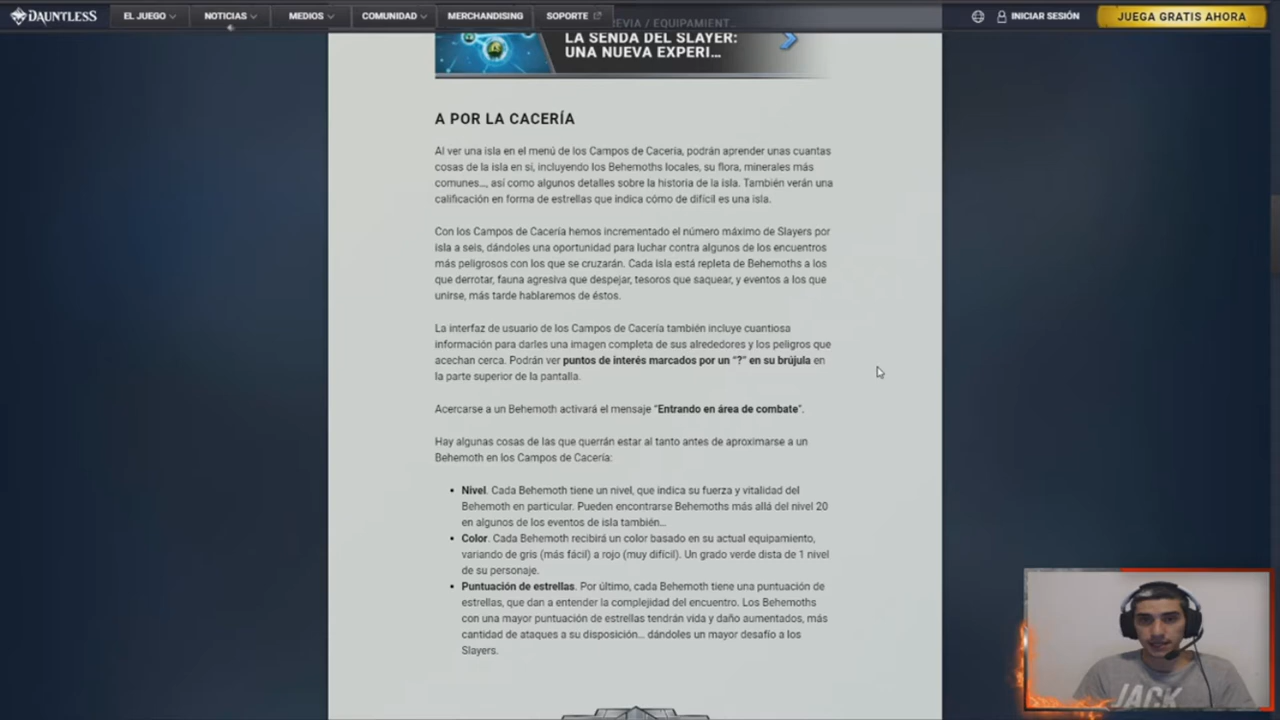 DAUNTLESS
EL JUEGO
NOTICIAS
MEDIOS
COMUNIDAD
MERCHANDISING
SOPORTE
INICIAR SESIÓN
JUEGA GRATIS AHORA
REVIA / EQUIPAMIENT...
LA SENDA DEL SLAYER:
UNA NUEVA EXPERI...
A POR LA CACERÍA
Al ver una isla en el menú de los Campos de Cacería, podrán aprender unas cuantas
cosas de la isla en sí, incluyendo los Behemoths locales, su flora, minerales más
comunes..., así como algunos detalles sobre la historia de la isla. También verán una
calificación en forma de estrellas que indica cómo de difícil es una isla.
Con los Campos de Cacería hemos incrementado el número máximo de Slayers por
isla a seis, dándoles una oportunidad para luchar contra algunos de los encuentros
más peligrosos con los que se cruzarán. Cada isla está repleta de Behemoths a los
que derrotar, fauna agresiva que despejar, tesoros que saquear, y eventos a los que
unirse, más tarde hablaremos de éstos.
La interfaz de usuario de los Campos de Cacería también incluye cuantiosa
información para darles una imagen completa de sus alrededores y los peligros que
acechan cerca. Podrán ver puntos de interés marcados por un "?" en su brújula en
la parte superior de la pantalla.
Acercarse a un Behemoth activará el mensaje "Entrando en área de combate".
Hay algunas cosas de las que querrán estar al tanto antes de aproximarse a un
Behemoth en los Campos de Cacería:
• Nivel. Cada Behemoth tiene un nivel, que indica su fuerza y vitalidad del
Behemoth en particular. Pueden encontrarse Behemoths más allá del nivel 20
en algunos de los eventos de isla también...
• Color. Cada Behemoth recibirá un color basado en su actual equipamiento,
variando de gris (más fácil) a rojo (muy difícil). Un grado verde dista de 1 nivel
de su personaje.
• Puntuación de estrellas. Por último, cada Behemoth tiene una puntuación de
estrellas, que dan a entender la complejidad del encuentro. Los Behemoths
con una mayor puntuación de estrellas tendrán vida y daño aumentados, más
cantidad de ataques a su disposición... dándoles un mayor desafío a los
Slayers.
JACK